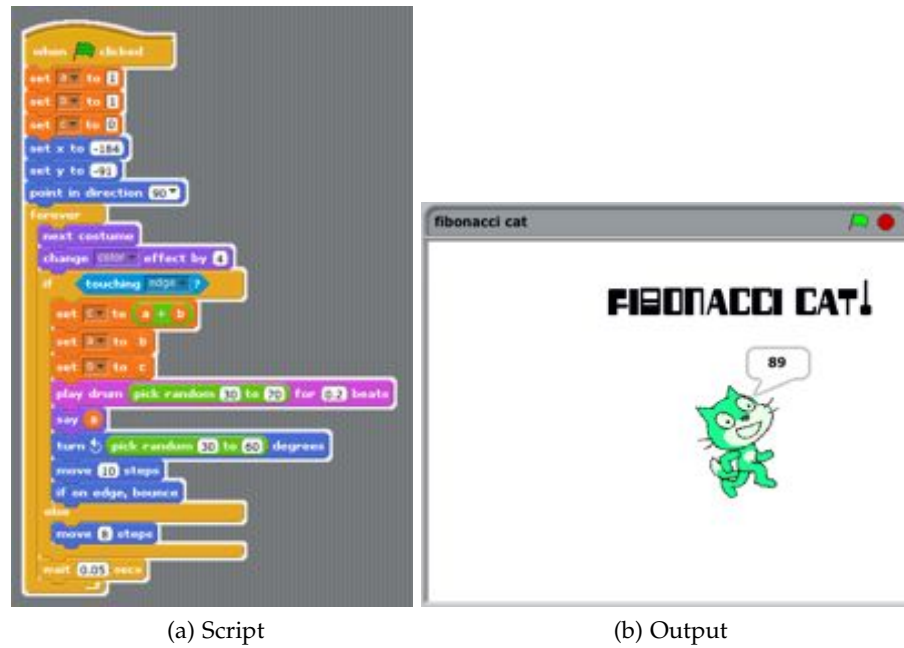 when clicked
set a to 1
set b to 1
set c to 0
set x to -184
set y to -91
point in direction 90
forever
next costume
change color effect by 4
if touching edge ?
set c to a + b
set a to b
set b to c
play drum pick random 30 to 70 for 0.2 beats
say
turn pick random 30 to 60 degrees
move 10 steps
if on edge, bounce
else
move steps
wait 0.05 secs
(a) Script
fibonacci cat
FIBONACCI CAT!
89
(b) Output